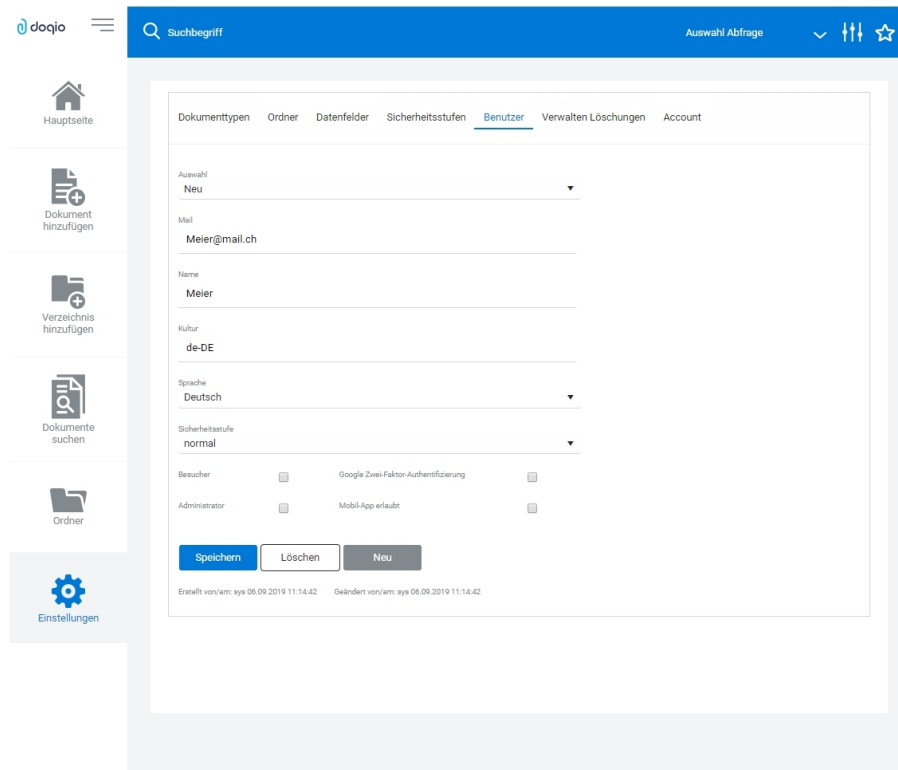 doqio
Suchbegriff
Auswahl Abfrage
Hauptseite
Dokument
hinzufügen
Verzeichnis
hinzufügen
Dokumente
suchen
Ordner
Einstellungen
Dokumenttypen Ordner Datenfelder Sicherheitsstufen Benutzer Verwalten Löschungen Account
Auswahl
Neu
Mail
Meier@mail.ch
Name
Meier
Kultur
de-DE
Sprache
Deutsch
Sicherheitsstufe
normal
Besucher Google Zwei-Faktor-Authentifizierung
Administrator Mobil-App erlaubt
Speichern Löschen Neu
Erstellt von/am: sys 06.09.2019 11:14:42 Geändert von/am: sys 06.09.2019 11:14:42